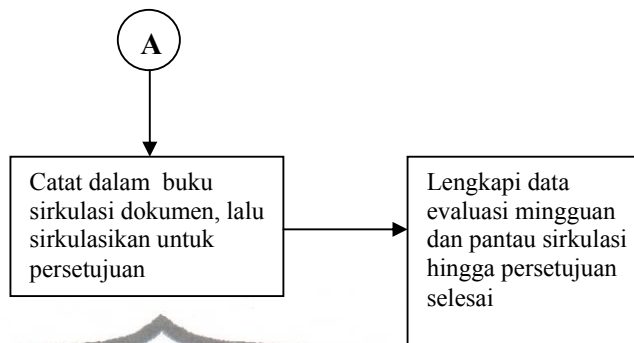 A
Catat dalam buku
sirkulasi dokumen, lalu
sirkulasikan untuk
persetujuan
Lengkapi data
evaluasi mingguan
dan pantau sirkulasi
hingga persetujuan
selesai